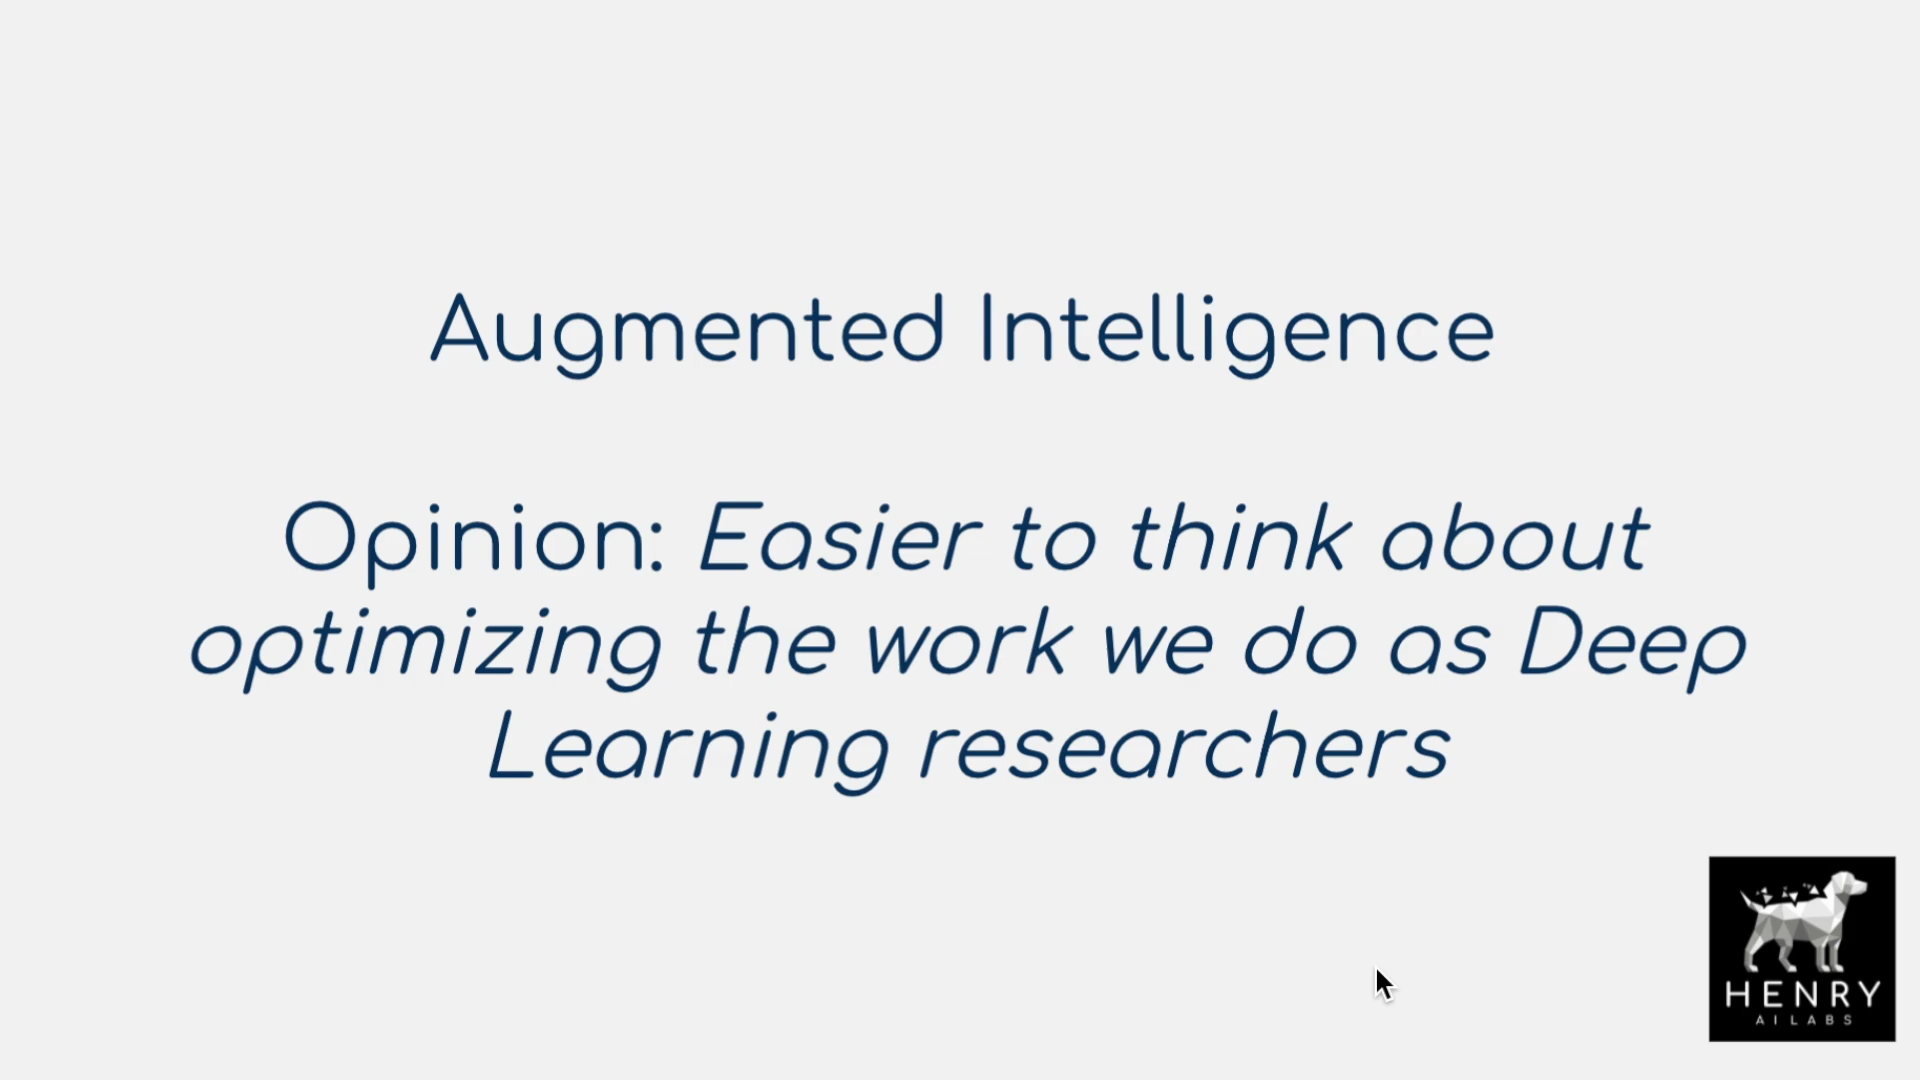 Augmented Intelligence
Opinion: Easier to think about
optimizing the work we do as Deep
Learning researchers
HENRY
AI LABS